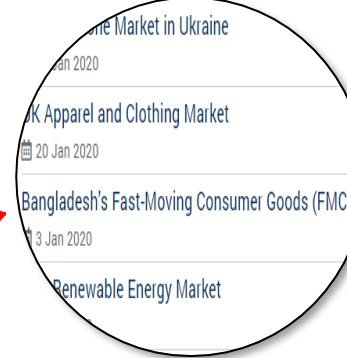 Market in Ukraine
Jan 2020
UK Apparel and Clothing Market
20 Jan 2020
Bangladesh's Fast-Moving Consumer Goods (FMC
3 Jan 2020
Renewable Energy Market